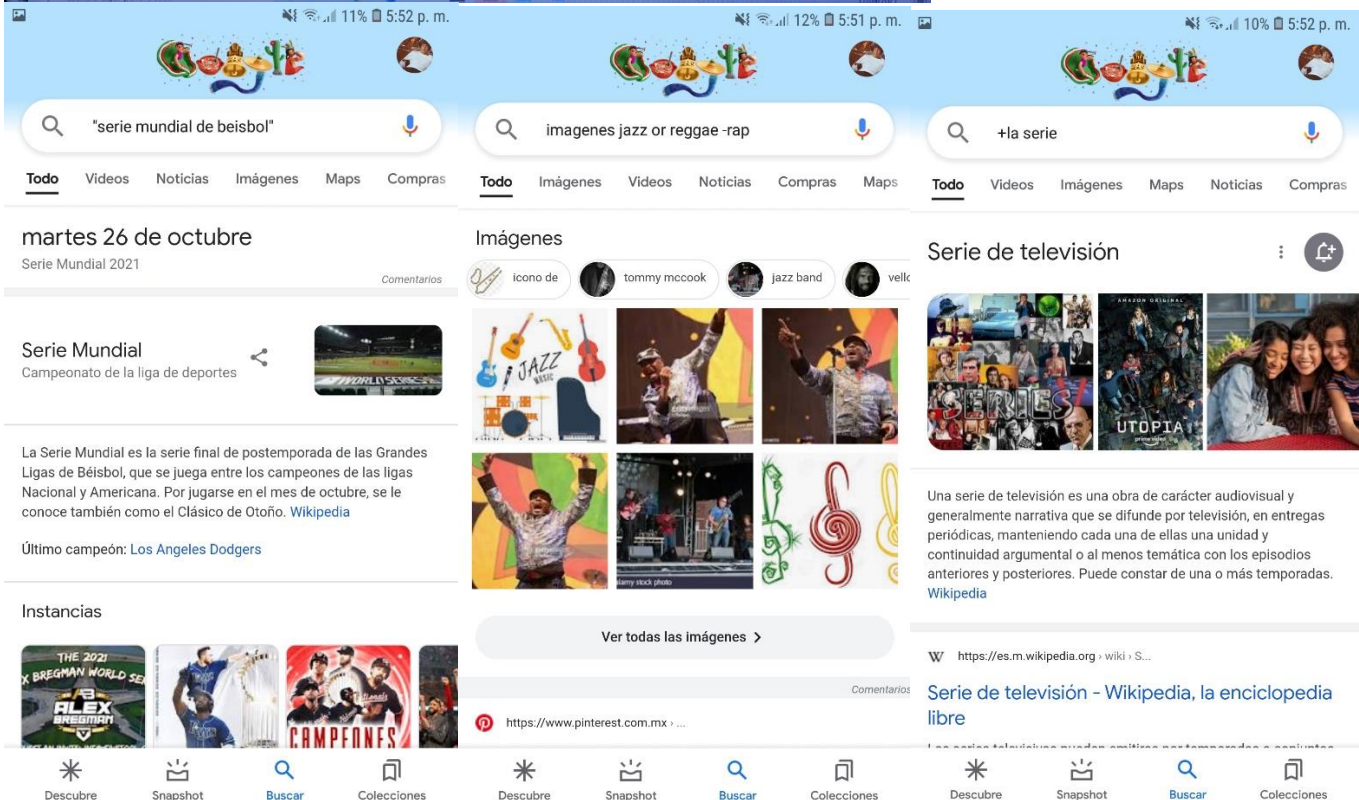 11% 5:52 p. m.
Google
"serie mundial de beisbol"
Todo Videos Noticias Imágenes Maps Compras
martes 26 de octubre
Serie Mundial 2021
Comentarios
Serie Mundial
Campeonato de la liga de deportes
WORLD SERIES
La Serie Mundial es la serie final de postemporada de las Grandes
Ligas de Béisbol, que se juega entre los campeones de las ligas
Nacional y Americana. Por jugarse en el mes de octubre, se le
conoce también como el Clásico de Otoño. Wikipedia
Último campeón: Los Angeles Dodgers
Instancias
THE 2021
X BREGMAN WORLD SE
AB
ALEX
BREGMAN
CAMPEONES
Descubre Snapshot Buscar Colecciones
12% 5:51 p. m.
Google
imagenes jazz or reggae -rap
Todo Imágenes Videos Noticias Compras Maps
Imágenes
icono de tommy mccook jazz band vello
JAZZ
MUSIC
alamy stock photo
Ver todas las imágenes >
Comentarios
https://www.pinterest.com.mx › ...
Descubre Snapshot Buscar Colecciones
10% 5:52 p. m.
Google
+la serie
Todo Videos Imágenes Maps Noticias Compras
Serie de televisión
SERIES
AMAZON ORIGINAL
UTOPIA
prime video
Una serie de televisión es una obra de carácter audiovisual y
generalmente narrativa que se difunde por televisión, en entregas
periódicas, manteniendo cada una de ellas una unidad y
continuidad argumental o al menos temática con los episodios
anteriores y posteriores. Puede constar de una o más temporadas.
Wikipedia
W https://es.m.wikipedia.org › wiki › S...
Serie de televisión - Wikipedia, la enciclopedia
libre
Descubre Snapshot Buscar Colecciones